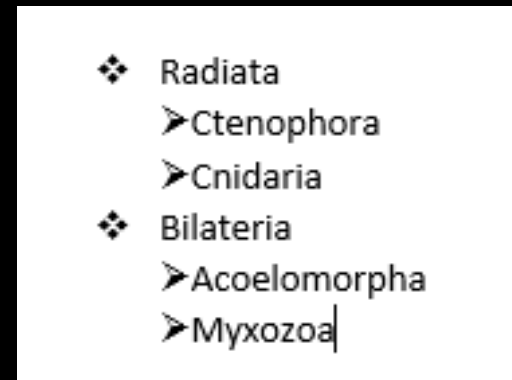 ❖ Radiata
➤Ctenophora
➤Cnidaria
❖ Bilateria
➤Acoelomorpha
➤Myxozoa